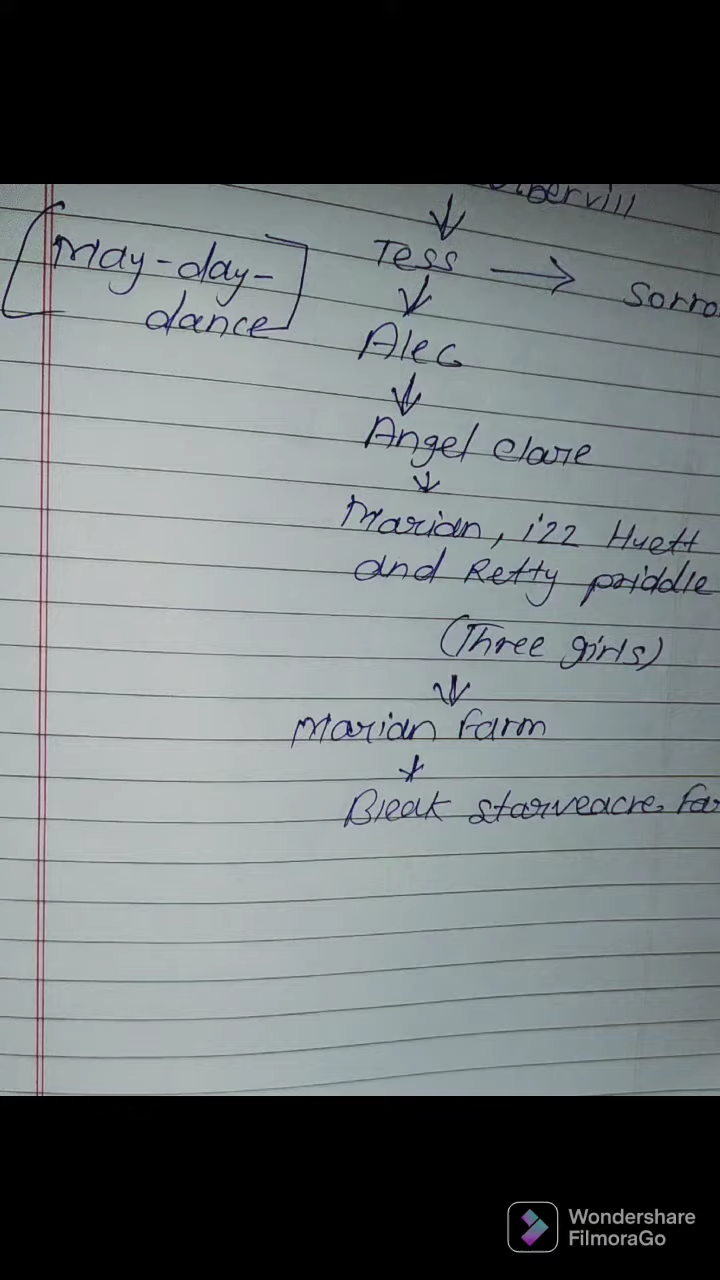 Tess → Sorro
[May-day-
dance]
Alec
Angel Clare
Marian, izz Huett
and Retty priddle
(Three girls)
Marian Farm
Bleak starveacre Far
Wondershare
FilmoraGo